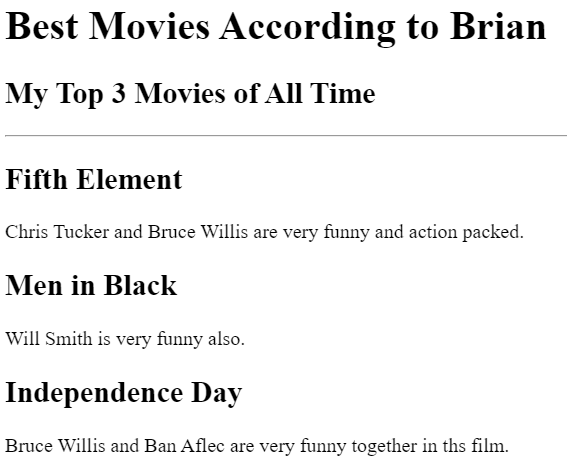 Best Movies According to Brian
My Top 3 Movies of All Time
Fifth Element
Chris Tucker and Bruce Willis are very funny and action packed.
Men in Black
Will Smith is very funny also.
Independence Day
Bruce Willis and Ban Aflec are very funny together in ths film.